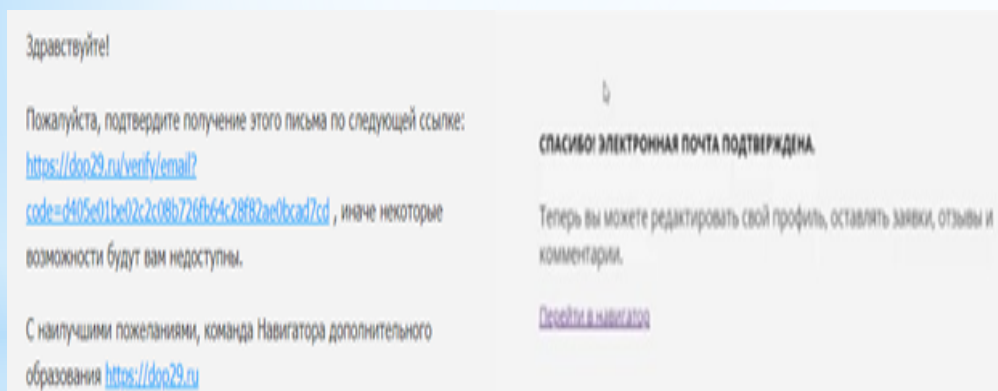 Здравствуйте!
Пожалуйста, подтвердите получение этого письма по следующей ссылке:
https://dop29.ru/verify/email?
code=d405e01be02c2c08b726fb64c28f82ae0bcad7cd , иначе некоторые
возможности будут вам недоступны.
С наилучшими пожеланиями, команда Навигатора дополнительного
образования https://dop29.ru
СПАСИБО! ЭЛЕКТРОННАЯ ПОЧТА ПОДТВЕРЖДЕНА.
Теперь вы можете редактировать свой профиль, оставлять заявки, отзывы и
комментарии.
Перейти в навигатор